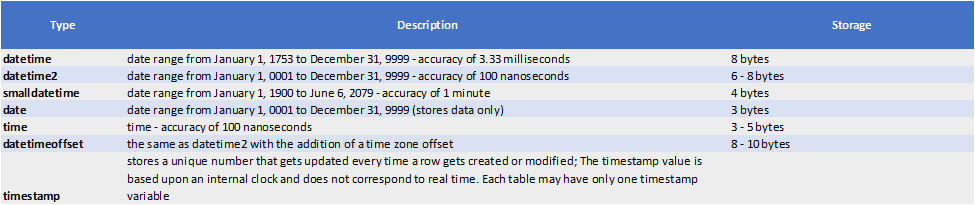 Type Description Storage
datetime date range from January 1, 1753 to December 31, 9999 - accuracy of 3.33 milliseconds 8 bytes
datetime2 date range from January 1, 0001 to December 31, 9999 - accuracy of 100 nanoseconds 6 - 8 bytes
smalldatetime date range from January 1, 1900 to June 6, 2079 - accuracy of 1 minute 4 bytes
date date range from January 1, 0001 to December 31, 9999 (stores data only) 3 bytes
time time - accuracy of 100 nanoseconds 3 - 5 bytes
datetimeoffset the same as datetime2 with the addition of a time zone offset 8 - 10 bytes
stores a unique number that gets updated every time a row gets created or modified; The timestamp value is
based upon an internal clock and does not correspond to real time. Each table may have only one timestamp
timestamp variable